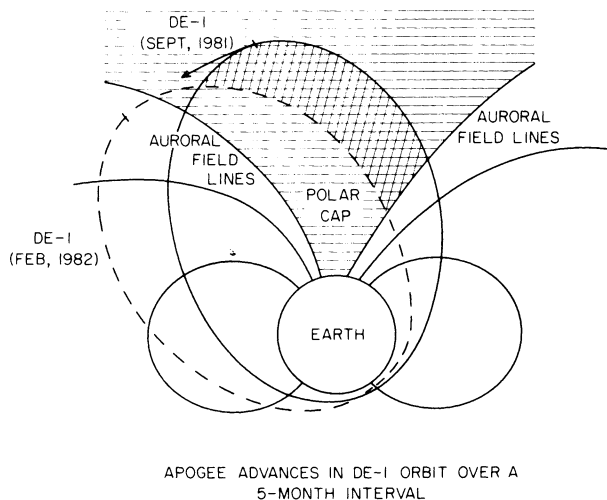 DE-1
(SEPT, 1981)
AURORAL
FIELD
LINES
AURORAL
FIELD LINES
POLAR
CAP
DE-1
(FEB, 1982)
EARTH
APOGEE ADVANCES IN DE-1 ORBIT OVER A
5-MONTH INTERVAL